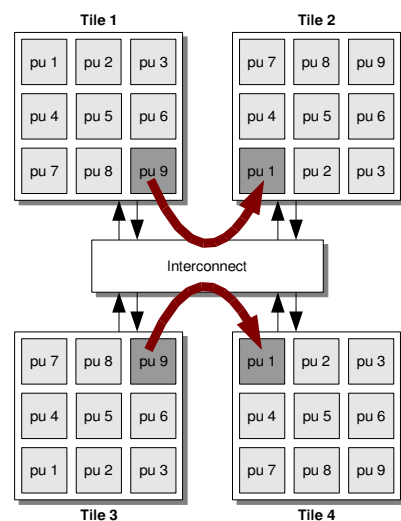 Tile 1 Tile 2
pu 1 pu 2 pu 3 pu 7 pu 8 pu 9
pu 4 pu 5 pu 6 pu 4 pu 5 pu 6
pu 7 pu 8 pu 9 pu 1 pu 2 pu 3
Interconnect
pu 7 pu 8 pu 9 pu 1 pu 2 pu 3
pu 4 pu 5 pu 6 pu 4 pu 5 pu 6
pu 1 pu 2 pu 3 pu 7 pu 8 pu 9
Tile 3 Tile 4